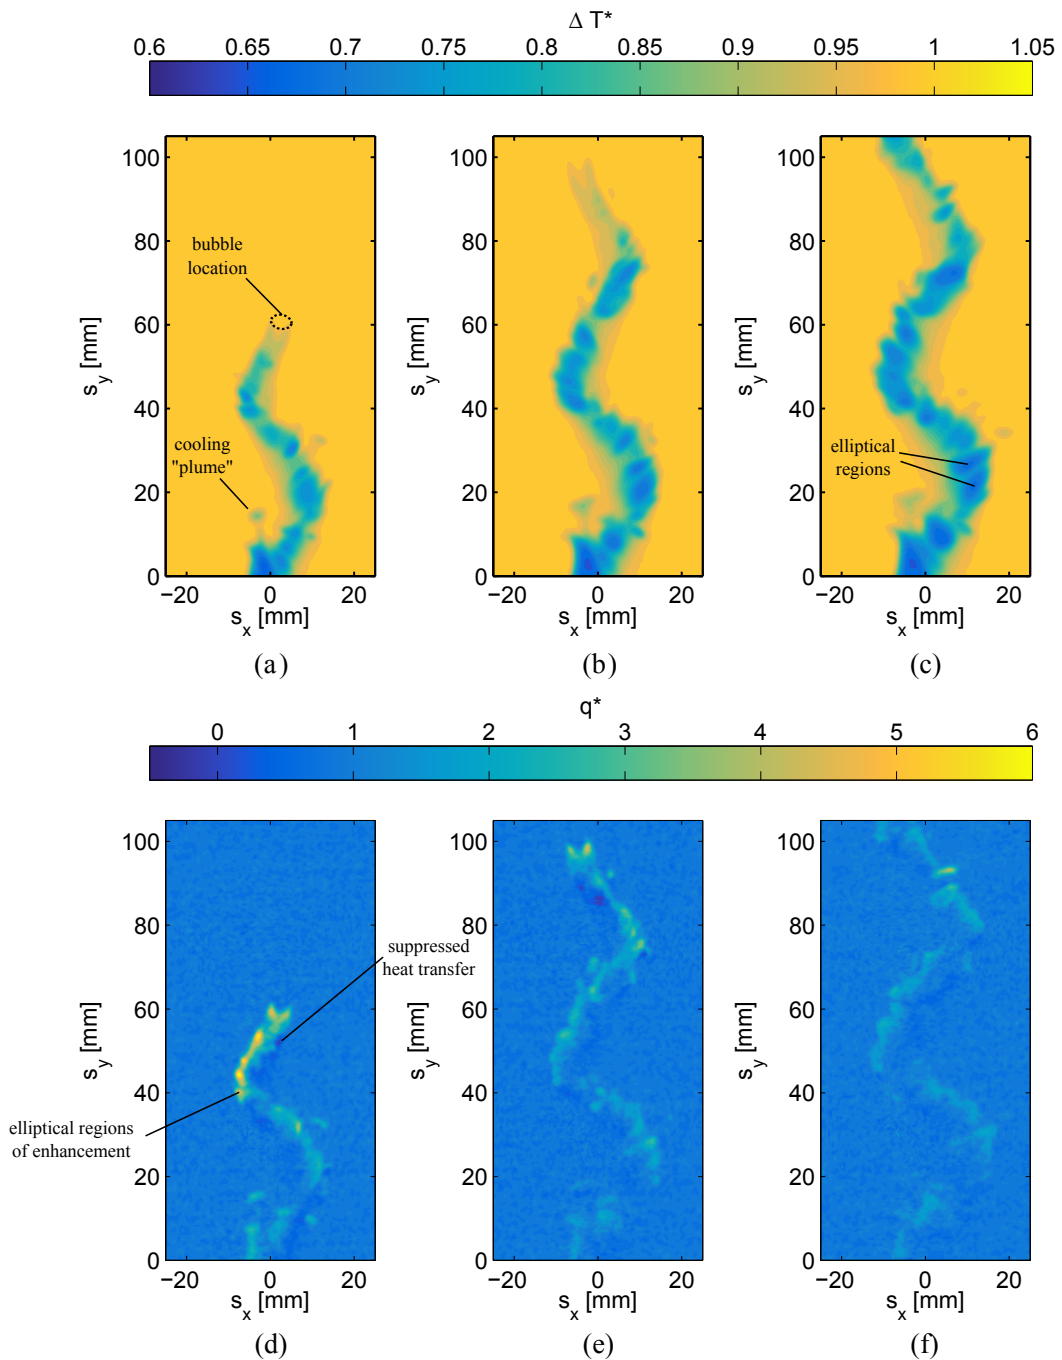 Δ T*
0.6 0.65 0.7 0.75 0.8 0.85 0.9 0.95 1 1.05
100
80
60
40
20
0
s_y [mm]
bubble
location
cooling
"plume"
−20 0 20
s_x [mm]
(a)
100
80
60
40
20
0
s_y [mm]
−20 0 20
s_x [mm]
(b)
100
80
60
40
20
0
s_y [mm]
elliptical
regions
−20 0 20
s_x [mm]
(c)
q*
0 1 2 3 4 5 6
100
80
60
40
20
0
s_y [mm]
suppressed
heat transfer
elliptical regions
of enhancement
−20 0 20
s_x [mm]
(d)
100
80
60
40
20
0
s_y [mm]
−20 0 20
s_x [mm]
(e)
100
80
60
40
20
0
s_y [mm]
−20 0 20
s_x [mm]
(f)